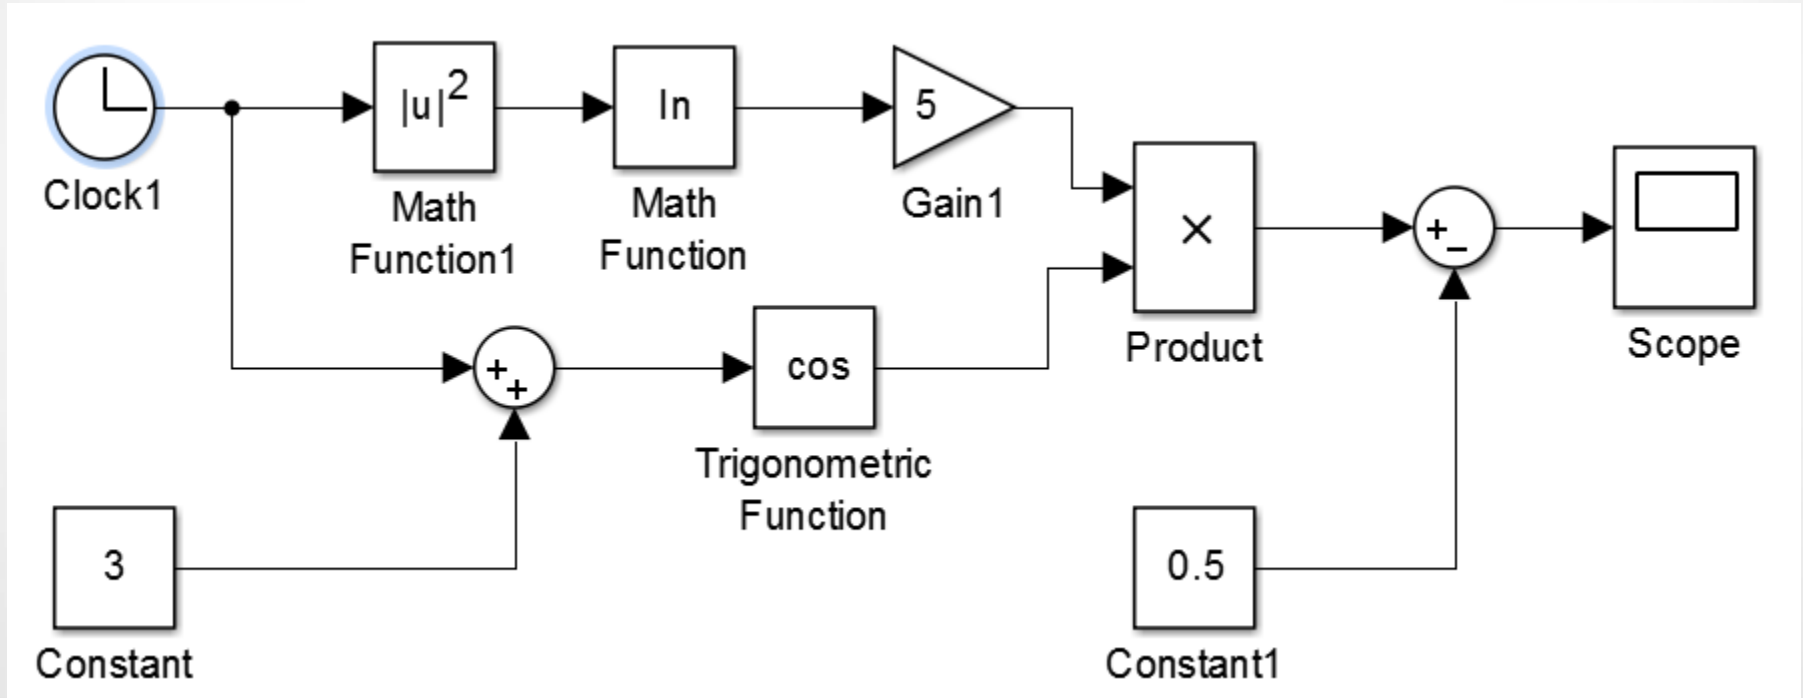 |u|2
ln
5
Clock1
Math
Function1
Math
Function
Gain1
×
+
−
Product
Scope
+
+
cos
Trigonometric
Function
3
0.5
Constant
Constant1